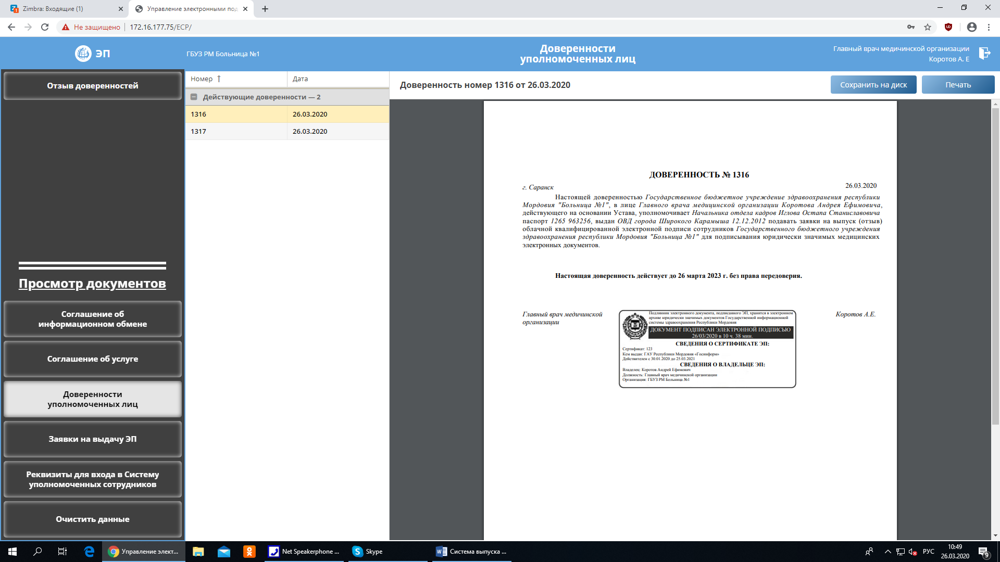 Zimbra: Входящие (1)
Управление электронными под
Не защищено
172.16.177.75/ECP/
ЭП
ГБУЗ РМ Больница №1
Доверенности
уполномоченных лиц
Главный врач медицинской организации
Коротов А. Е
Отзыв доверенностей
Просмотр документов
Соглашение об
информационном обмене
Соглашение об услуге
Доверенности
уполномоченных лиц
Заявки на выдачу ЭП
Реквизиты для входа в Систему
уполномоченных сотрудников
Очистить данные
Номер
Дата
Действующие доверенности — 2
1316 26.03.2020
1317 26.03.2020
Доверенность номер 1316 от 26.03.2020
Сохранить на диск
Печать
ДОВЕРЕННОСТЬ № 1316
г. Саранск
26.03.2020
Настоящей доверенностью Государственное бюджетное учреждение здравоохранения республики
Мордовия "Больница №1", в лице Главного врача медицинской организации Коротова Андрея Ефимовича,
действующего на основании Устава, уполномочивает Начальника отдела кадров Иглова Остапа Станиславовича
паспорт 1265 963256, выдан ОВД города Широкого Карамыша 12.12.2012 подавать заявки на выпуск (отзыв)
облачной квалифицированной электронной подписи сотрудников Государственного бюджетного учреждения
здравоохранения республики Мордовия "Больница №1" для подписывания юридически значимых медицинских
электронных документов.
Настоящая доверенность действует до 26 марта 2023 г. без права передоверия.
Главный врач медичинской
организации
Коротов А.Е.
Подлинник электронного документа, подписанного ЭП, хранится в электронном
архиве юридически значимых документов Государственной информационной
системы здравоохранения Республики Мордовия
ДОКУМЕНТ ПОДПИСАН ЭЛЕКТРОННОЙ ПОДПИСЬЮ
26/03/2020 в 10 ч. 38 мин.
СВЕДЕНИЯ О СЕРТИФИКАТЕ ЭП:
Сертификат: 123
Кем выдан: ГАУ Республики Мордовия «Госинформ»
Действителен с 30.01.2020 до 25.03.2021
СВЕДЕНИЯ О ВЛАДЕЛЬЦЕ ЭП:
Владелец: Коротов Андрей Ефимович
Должность: Главный врач медицинской организации
Организация: ГБУЗ РМ Больница №1
Управление элект...
Net Speakerphone ...
Skype
Система выпуска ...
РУС
10:49
26.03.2020
9